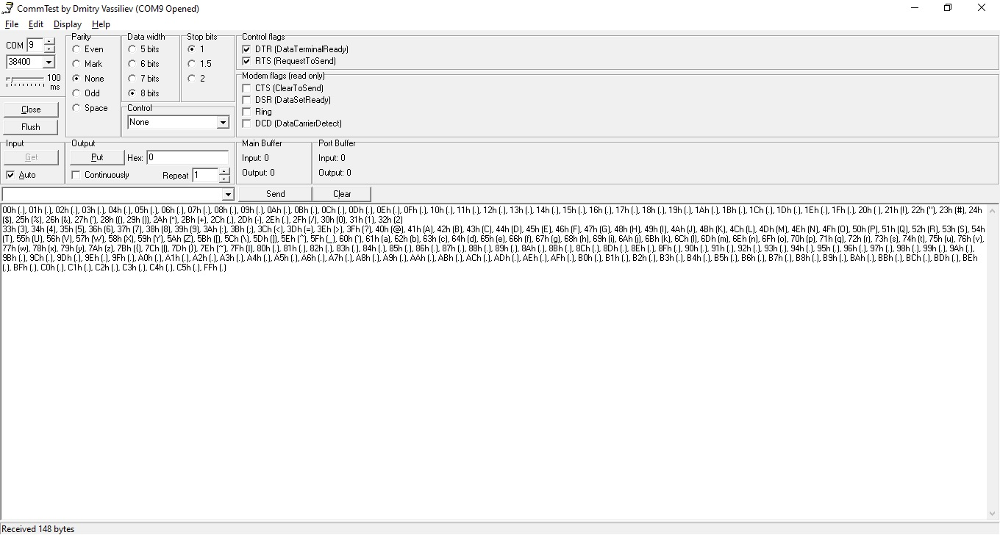 CommTest by Dmitry Vassiliev (COM9 Opened)
File Edit Display Help
COM 9
38400
100
ms
Close
Flush
Parity
Even
Mark
None
Odd
Space
Data width
5 bits
6 bits
7 bits
8 bits
Stop bits
1
1.5
2
Control
None
Control flags
DTR (DataTerminalReady)
RTS (RequestToSend)
Modem flags (read only)
CTS (ClearToSend)
DSR (DataSetReady)
Ring
DCD (DataCarrierDetect)
Input
Get
Auto
Output
Put Hex: 0
Continuously Repeat 1
Main Buffer
Input: 0
Output: 0
Port Buffer
Input: 0
Output: 0
Send Clear
00h (.), 01h (.), 02h (.), 03h (.), 04h (.), 05h (.), 06h (.), 07h (.), 08h (.), 09h (.), 0Ah (.), 0Bh (.), 0Ch (.), 0Dh (.), 0Eh (.), 0Fh (.), 10h (.), 11h (.), 12h (.), 13h (.), 14h (.), 15h (.), 16h (.), 17h (.), 18h (.), 19h (.), 1Ah (.), 1Bh (.), 1Ch (.), 1Dh (.), 1Eh (.), 1Fh (.), 20h ( ), 21h (!), 22h ("), 23h (#), 24h
($), 25h (%), 26h (&), 27h ('), 28h ((), 29h ()), 2Ah (*), 2Bh (+), 2Ch (,), 2Dh (-), 2Eh (.), 2Fh (/), 30h (0), 31h (1), 32h (2)
33h (3), 34h (4), 35h (5), 36h (6), 37h (7), 38h (8), 39h (9), 3Ah (:), 3Bh (;), 3Ch (<), 3Dh (=), 3Eh (>), 3Fh (?), 40h (@), 41h (A), 42h (B), 43h (C), 44h (D), 45h (E), 46h (F), 47h (G), 48h (H), 49h (I), 4Ah (J), 4Bh (K), 4Ch (L), 4Dh (M), 4Eh (N), 4Fh (O), 50h (P), 51h (Q), 52h (R), 53h (S), 54h
(T), 55h (U), 56h (V), 57h (W), 58h (X), 59h (Y), 5Ah (Z), 5Bh ([), 5Ch (\), 5Dh (]), 5Eh (^), 5Fh (_), 60h (`), 61h (a), 62h (b), 63h (c), 64h (d), 65h (e), 66h (f), 67h (g), 68h (h), 69h (i), 6Ah (j), 6Bh (k), 6Ch (l), 6Dh (m), 6Eh (n), 6Fh (o), 70h (p), 71h (q), 72h (r), 73h (s), 74h (t), 75h (u), 76h (v),
77h (w), 78h (x), 79h (y), 7Ah (z), 7Bh ({), 7Ch (|), 7Dh (}), 7Eh (~), 7Fh (▯), 80h (.), 81h (.), 82h (.), 83h (.), 84h (.), 85h (.), 86h (.), 87h (.), 88h (.), 89h (.), 8Ah (.), 8Bh (.), 8Ch (.), 8Dh (.), 8Eh (.), 8Fh (.), 90h (.), 91h (.), 92h (.), 93h (.), 94h (.), 95h (.), 96h (.), 97h (.), 98h (.), 99h (.), 9Ah (.),
9Bh (.), 9Ch (.), 9Dh (.), 9Eh (.), 9Fh (.), A0h (.), A1h (.), A2h (.), A3h (.), A4h (.), A5h (.), A6h (.), A7h (.), A8h (.), A9h (.), AAh (.), ABh (.), ACh (.), ADh (.), AEh (.), AFh (.), B0h (.), B1h (.), B2h (.), B3h (.), B4h (.), B5h (.), B6h (.), B7h (.), B8h (.), B9h (.), BAh (.), BBh (.), BCh (.), BDh (.), BEh
(.), BFh (.), C0h (.), C1h (.), C2h (.), C3h (.), C4h (.), C5h (.), FFh (.)
Received 148 bytes